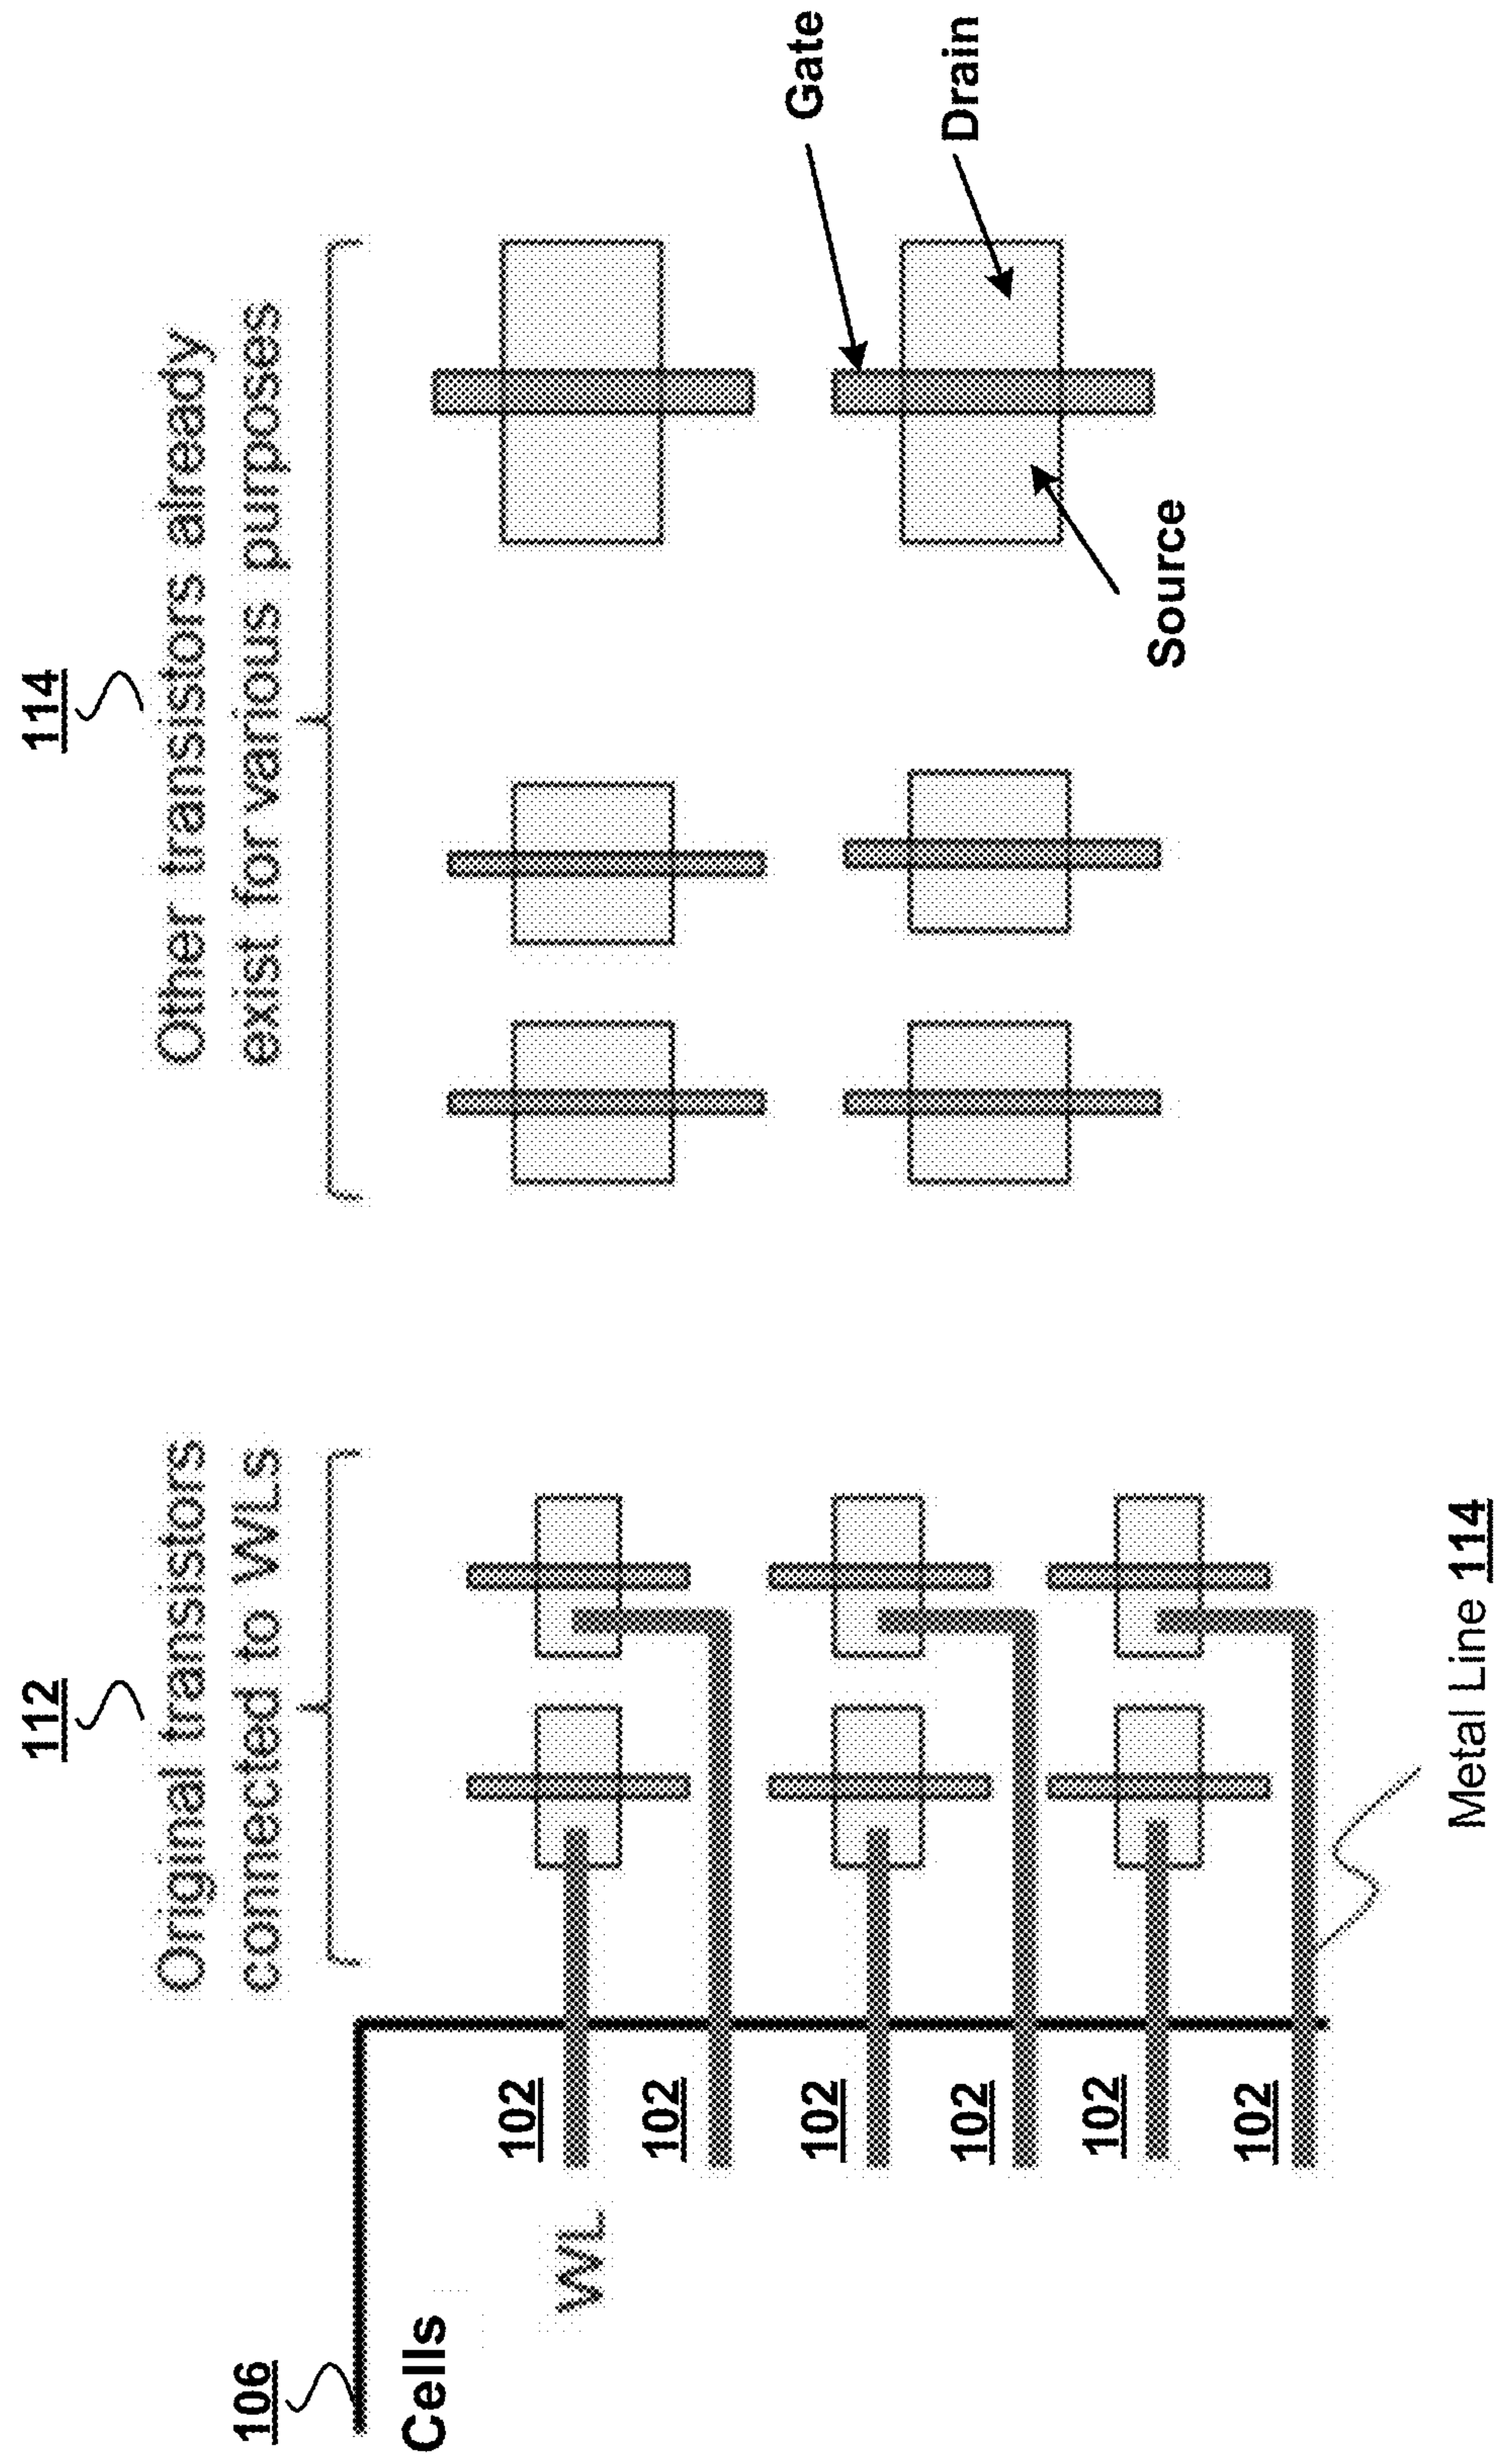 112
Original transistors
connected to WLs
114
Other transistors already
exist for various purposes
106
Cells
WL
102
102
102
102
102
102
Gate
Drain
Source
Metal Line 114